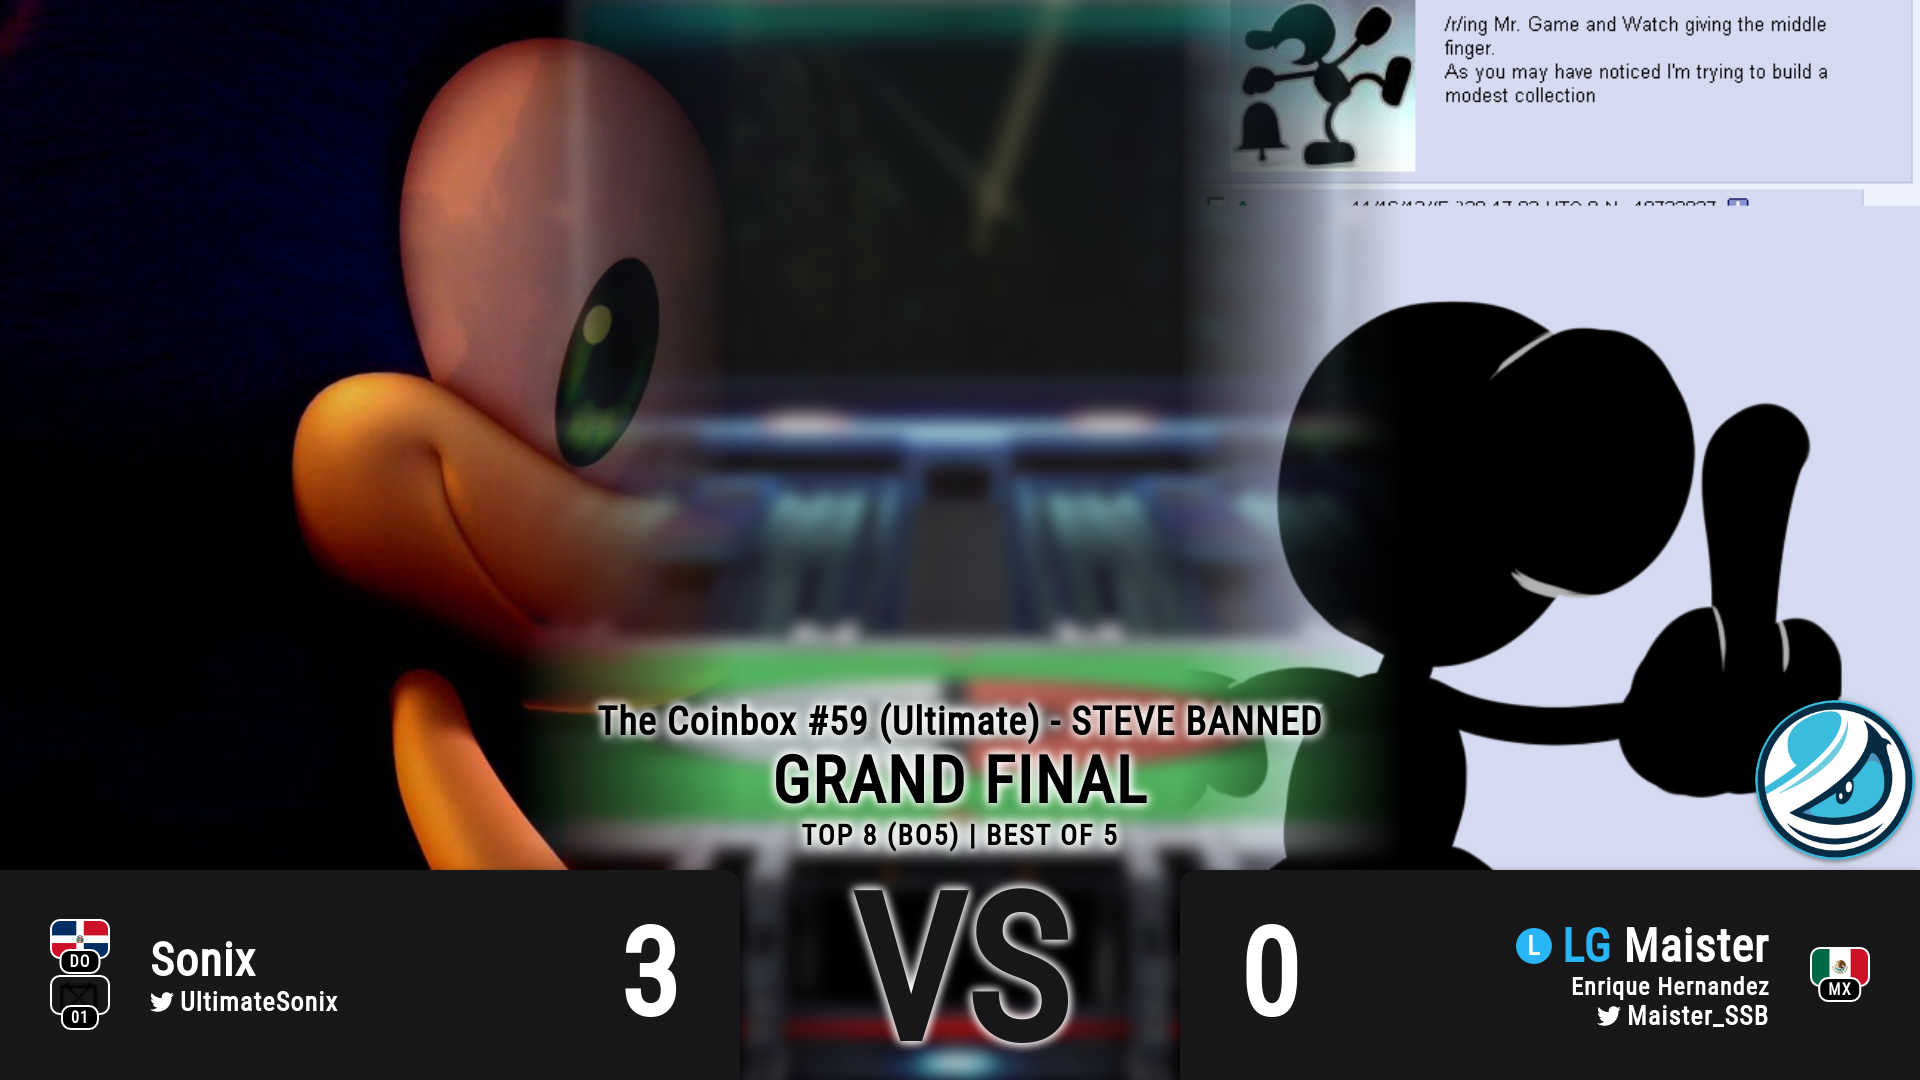 /r/ing Mr. Game and Watch giving the middle
finger.
As you may have noticed I'm trying to build a
modest collection
The Coinbox #59 (Ultimate) - STEVE BANNED
GRAND FINAL
TOP 8 (BO5) | BEST OF 5
VS
DO
01
Sonix
UltimateSonix
3
0
L LG Maister
Enrique Hernandez
Maister_SSB
MX